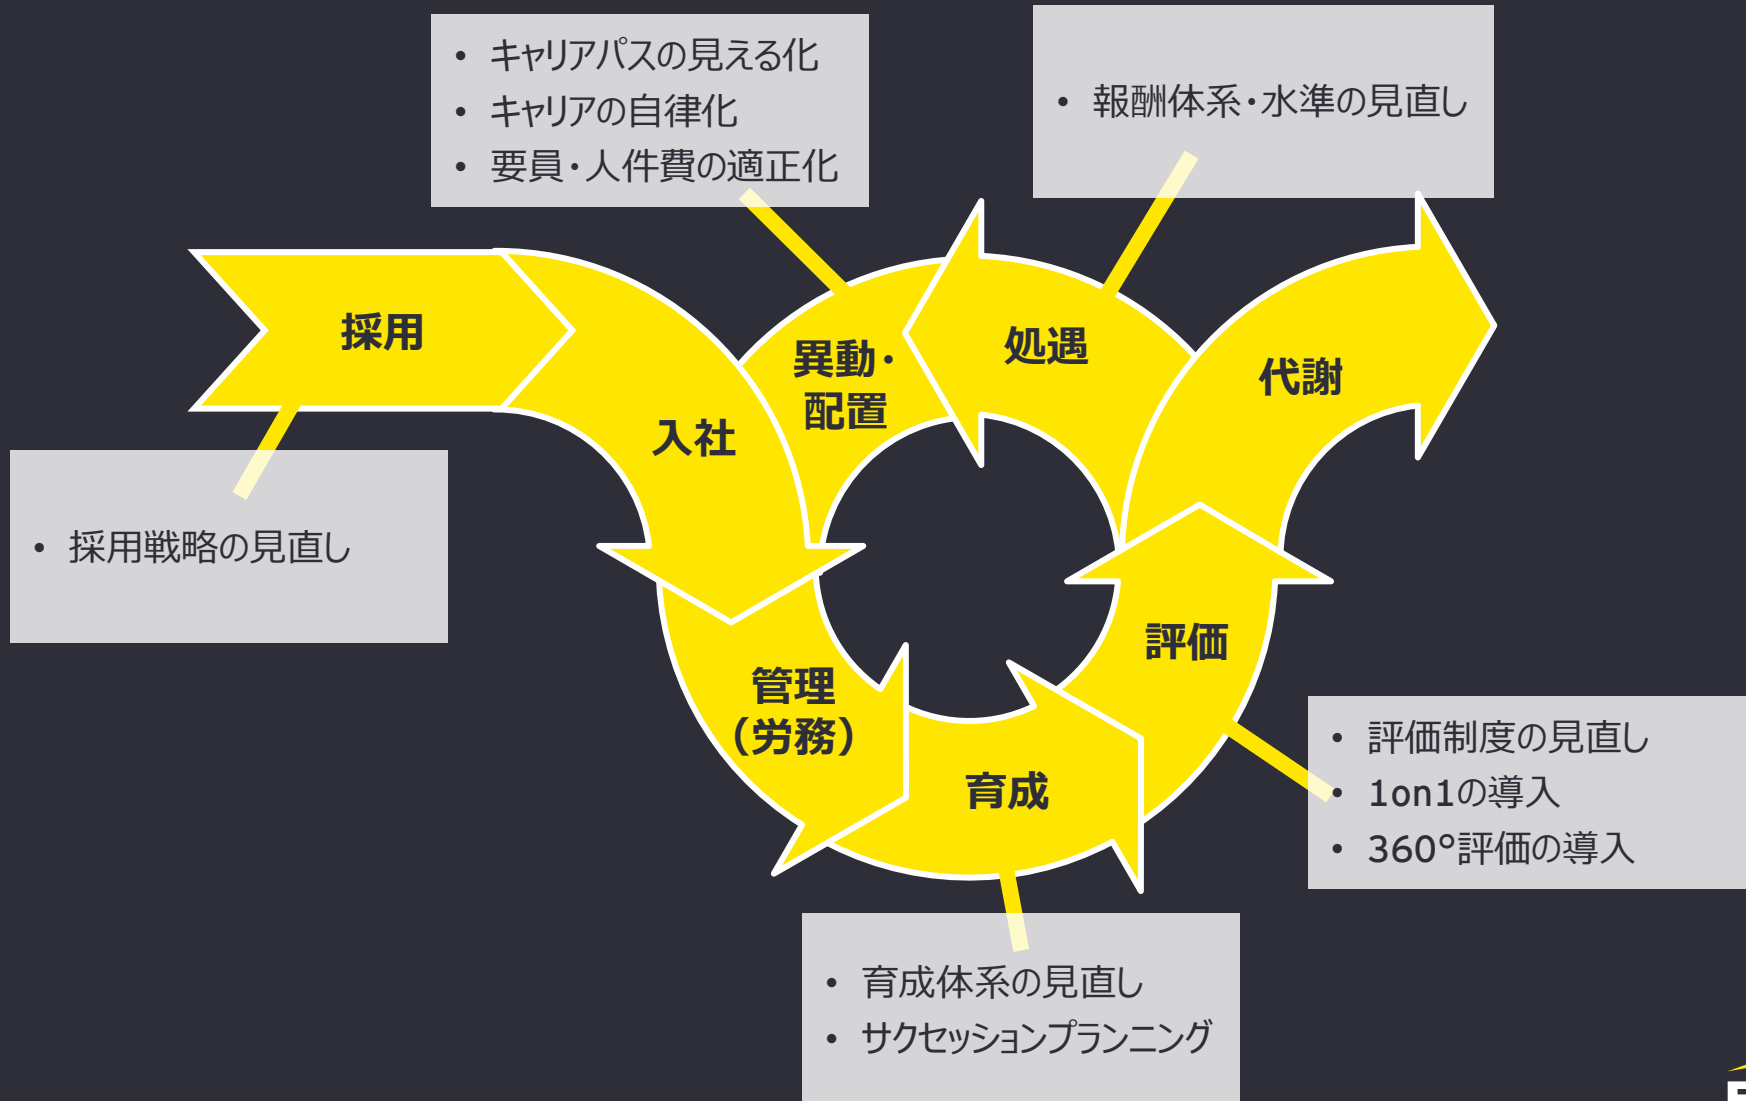 • キャリアパスの見える化
• キャリアの自律化
• 要員・人件費の適正化
• 報酬体系・水準の見直し
採用
異動・
配置
処遇
代謝
入社
• 採用戦略の見直し
管理
（労務）
評価
育成
• 評価制度の見直し
• 1on1の導入
• 360°評価の導入
• 育成体系の見直し
• サクセッションプランニング